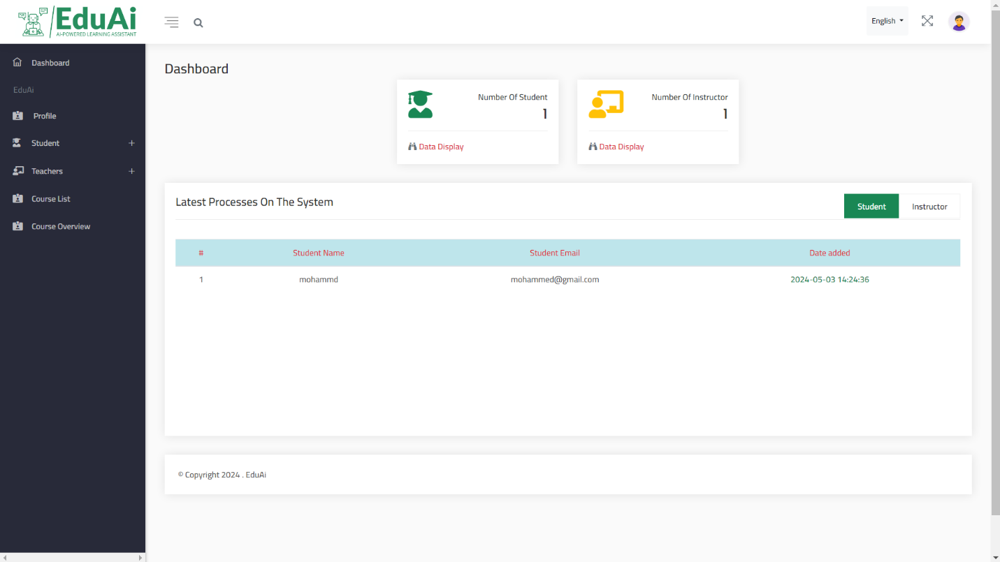 EduAi
AI-POWERED LEARNING ASSISTANT
English
Dashboard
EduAi
Profile
Student
Teachers
Course List
Course Overview
Dashboard
Number Of Student
1
Data Display
Number Of Instructor
1
Data Display
Latest Processes On The System
Student Instructor
# Student Name Student Email Date added
1 mohammd mohammed@gmail.com 2024-05-03 14:24:36
© Copyright 2024 . EduAi